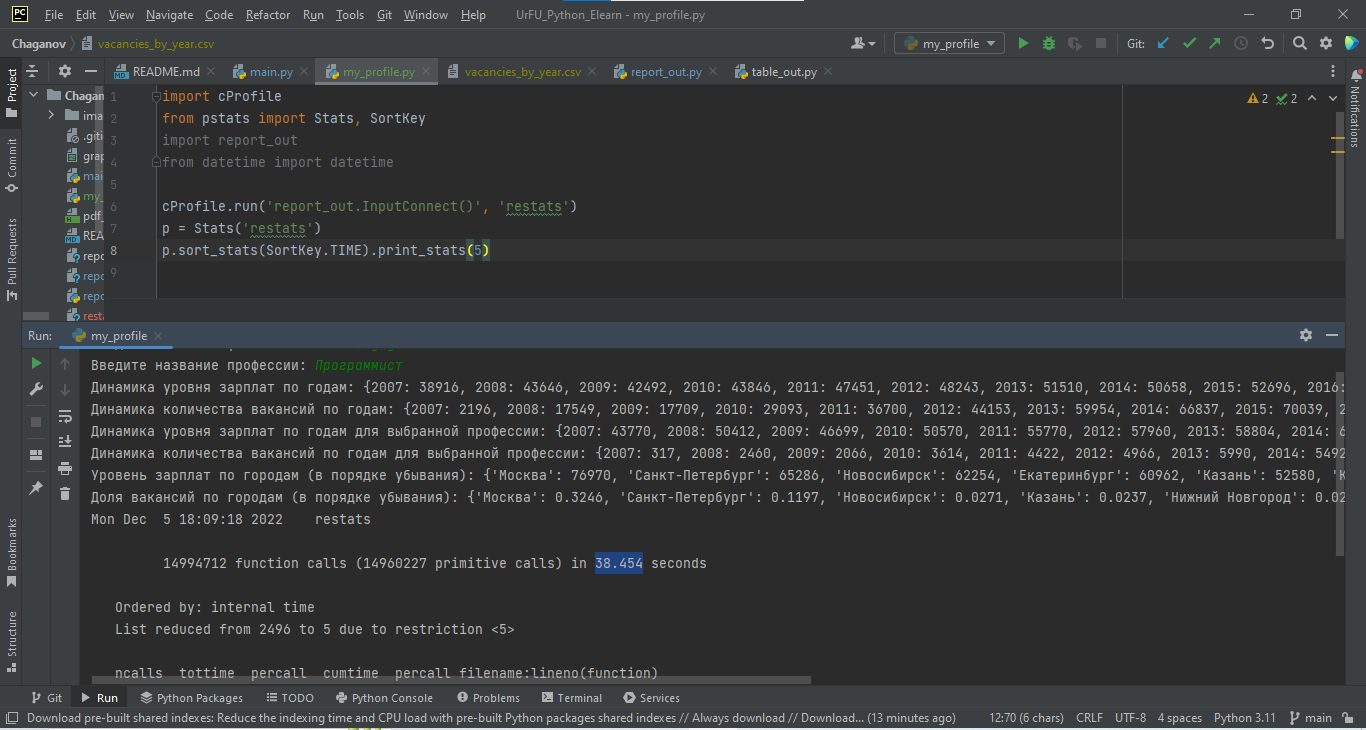 PC File Edit View Navigate Code Refactor Run Tools Git Window Help UrFU_Python_Elearn - my_profile.py
Chaganov vacancies_by_year.csv my_profile Git:
README.md main.py my_profile.py vacancies_by_year.csv report_out.py table_out.py
Project
Commit
Pull Requests
Bookmarks
Structure
Notifications
Chagan
ima
.giti
grap
mai
my_
pdf_
REA
repo
repo
repo
resta
2 2
1 import cProfile
2 from pstats import Stats, SortKey
3 import report_out
4 from datetime import datetime
5
6 cProfile.run('report_out.InputConnect()', 'restats')
7 p = Stats('restats')
8 p.sort_stats(SortKey.TIME).print_stats(5)
9
Run: my_profile
Введите название профессии: Программист
Динамика уровня зарплат по годам: {2007: 38916, 2008: 43646, 2009: 42492, 2010: 43846, 2011: 47451, 2012: 48243, 2013: 51510, 2014: 50658, 2015: 52696, 2016:
Динамика количества вакансий по годам: {2007: 2196, 2008: 17549, 2009: 17709, 2010: 29093, 2011: 36700, 2012: 44153, 2013: 59954, 2014: 66837, 2015: 70039, 2
Динамика уровня зарплат по годам для выбранной профессии: {2007: 43770, 2008: 50412, 2009: 46699, 2010: 50570, 2011: 55770, 2012: 57960, 2013: 58804, 2014: 6
Динамика количества вакансий по годам для выбранной профессии: {2007: 317, 2008: 2460, 2009: 2066, 2010: 3614, 2011: 4422, 2012: 4966, 2013: 5990, 2014: 5492
Уровень зарплат по городам (в порядке убывания): {'Москва': 76970, 'Санкт-Петербург': 65286, 'Новосибирск': 62254, 'Екатеринбург': 60962, 'Казань': 52580, 'К
Доля вакансий по городам (в порядке убывания): {'Москва': 0.3246, 'Санкт-Петербург': 0.1197, 'Новосибирск': 0.0271, 'Казань': 0.0237, 'Нижний Новгород': 0.02
Mon Dec  5 18:09:18 2022    restats
14994712 function calls (14960227 primitive calls) in 38.454 seconds
Ordered by: internal time
List reduced from 2496 to 5 due to restriction <5>
ncalls  tottime  percall  cumtime  percall filename:lineno(function)
Git Run Python Packages TODO Python Console Problems Terminal Services
Download pre-built shared indexes: Reduce the indexing time and CPU load with pre-built Python packages shared indexes // Always download // Download... (13 minutes ago) 12:70 (6 chars) CRLF UTF-8 4 spaces Python 3.11 main